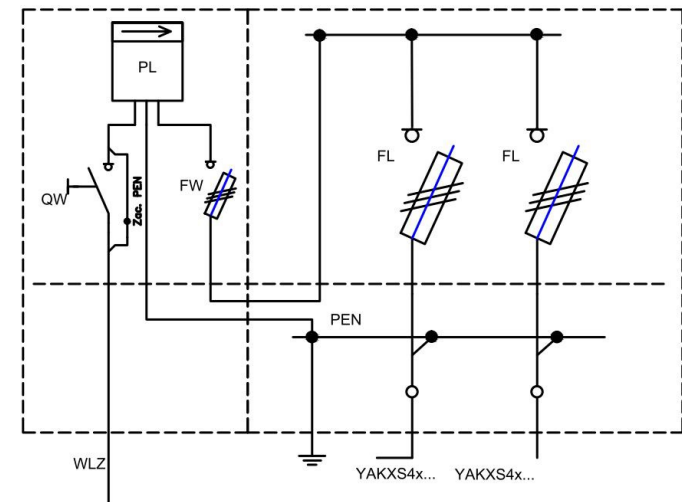 PL
QW
Zac. PEN
FW
FL
FL
PEN
WLZ
YAKXS4x...
YAKXS4x...